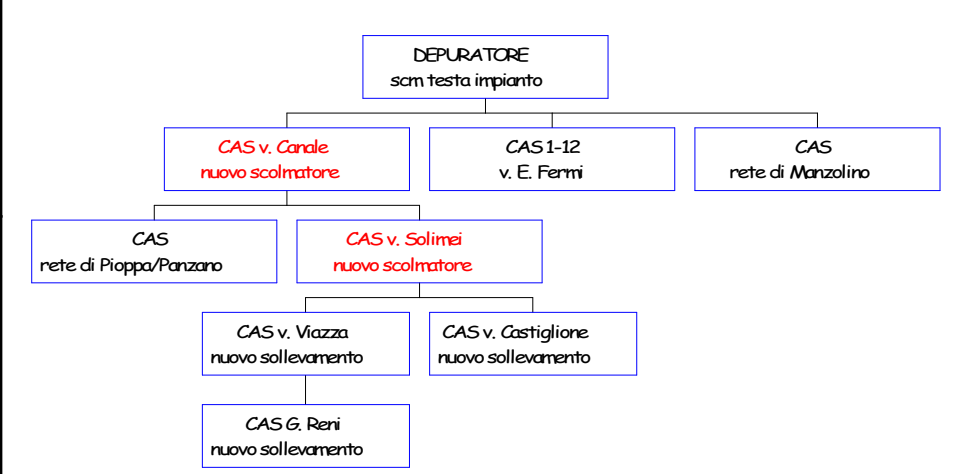 DEPURATORE
scm testa impianto
CAS v. Canale
nuovo scolmatore
CAS 1-12
v. E. Fermi
CAS
rete di Manzolino
CAS
rete di Pioppa/Panzano
CAS v. Solimei
nuovo scolmatore
CAS v. Viazza
nuovo sollevamento
CAS v. Castiglione
nuovo sollevamento
CAS G. Reni
nuovo sollevamento